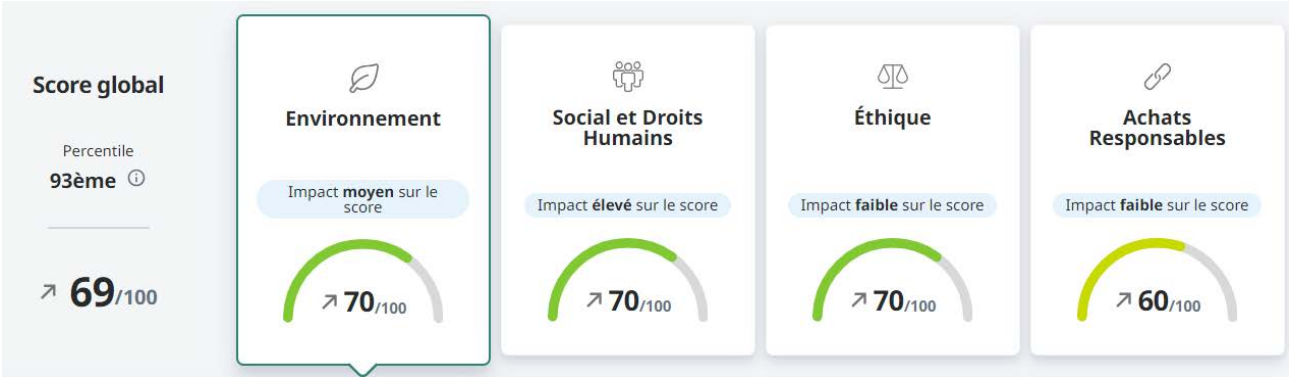 Score global
Percentile
93ème
69/100
Environnement
Impact moyen sur le
score
70/100
Social et Droits
Humains
Impact élevé sur le score
70/100
Éthique
Impact faible sur le score
70/100
Achats
Responsables
Impact faible sur le score
60/100